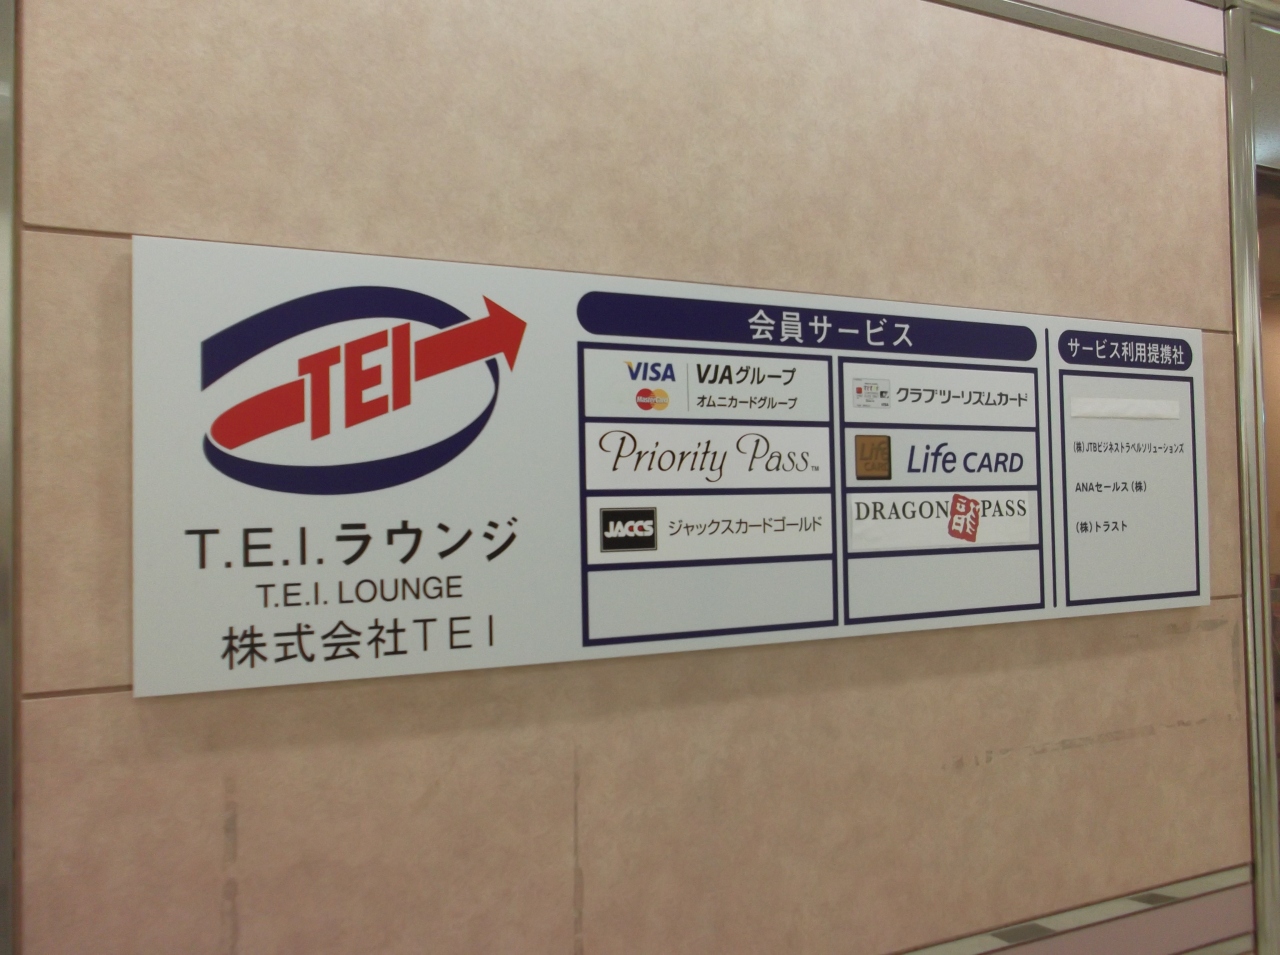 TEI
T.E.I.ラウンジ
T.E.I. LOUNGE
株式会社TEI
会員サービス
VISA
MasterCard
VJAグループ
オムニカードグループ
クラブツーリズムカード
Priority Pass™
Life CARD
Life CARD
JACCS
ジャックスカードゴールド
DRAGON PASS
サービス利用提携社
(株)JTBビジネストラベルソリューションズ
ANAセールス(株)
(株)トラスト